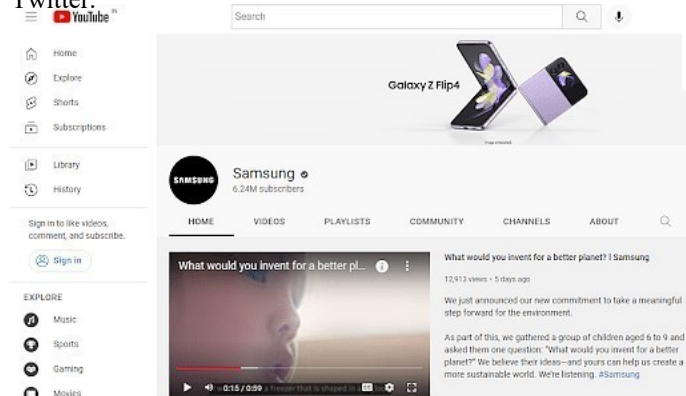 Twitter.
YouTube IN
Search
Home
Explore
Shorts
Subscriptions
Library
History
Sign in to like videos,
comment, and subscribe.
Sign in
EXPLORE
Music
Sports
Gaming
Movies
Galaxy Z Flip4
SAMSUNG
Samsung
6.24M subscribers
HOME VIDEOS PLAYLISTS COMMUNITY CHANNELS ABOUT
What would you invent for a better pl...
0:15 / 0:59
a freezer that is shaped in a
What would you invent for a better planet? l Samsung
12,913 views • 5 days ago
We just announced our new commitment to take a meaningful
step forward for the environment.
As part of this, we gathered a group of children aged 6 to 9 and
asked them one question: "What would you invent for a better
planet?" We believe their ideas—and yours can help us create a
more sustainable world. We're listening. #Samsung